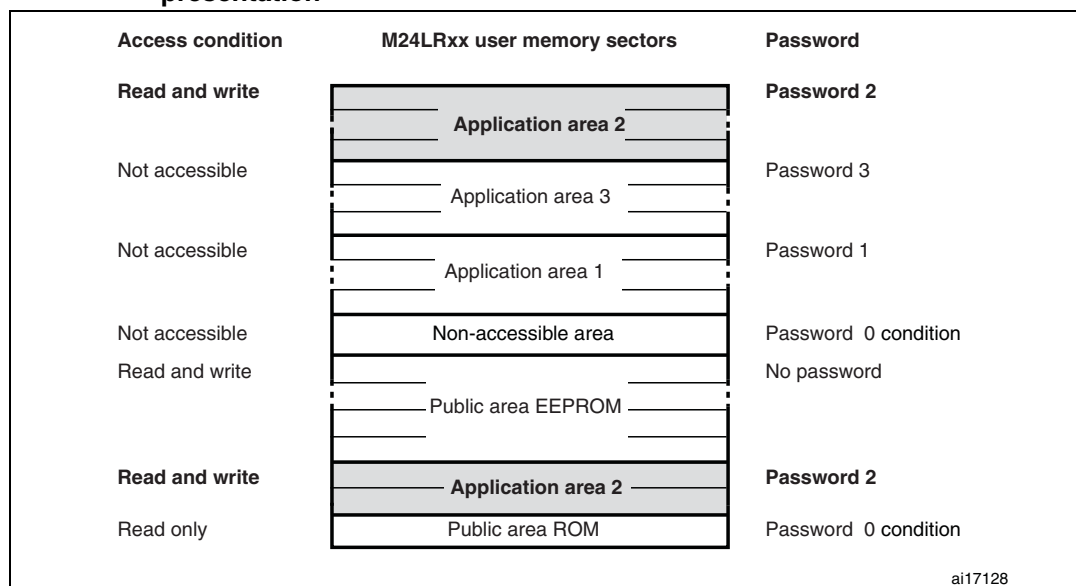 presentation
Access condition M24LRxx user memory sectors Password
Read and write Application area 2 Password 2
Not accessible Application area 3 Password 3
Not accessible Application area 1 Password 1
Not accessible Non-accessible area Password 0 condition
Read and write Public area EEPROM No password
Read and write Application area 2 Password 2
Read only Public area ROM Password 0 condition
ai17128